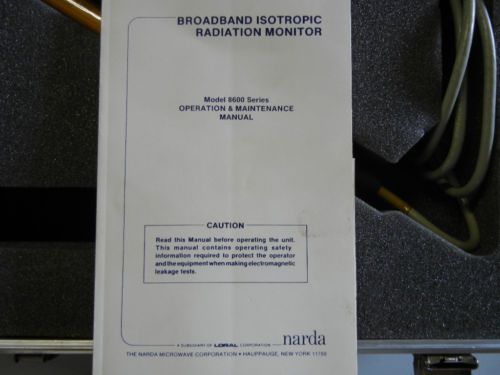 BROADBAND ISOTROPIC
RADIATION MONITOR
Model 8600 Series
OPERATION & MAINTENANCE
MANUAL
CAUTION
Read this Manual before operating the unit.
This manual contains operating safety
information required to protect the operator
and the equipment when making electromagnetic
leakage tests.
A SUBSIDIARY OF LORAL CORPORATION narda
THE NARDA MICROWAVE CORPORATION • HAUPPAUGE, NEW YORK 11788